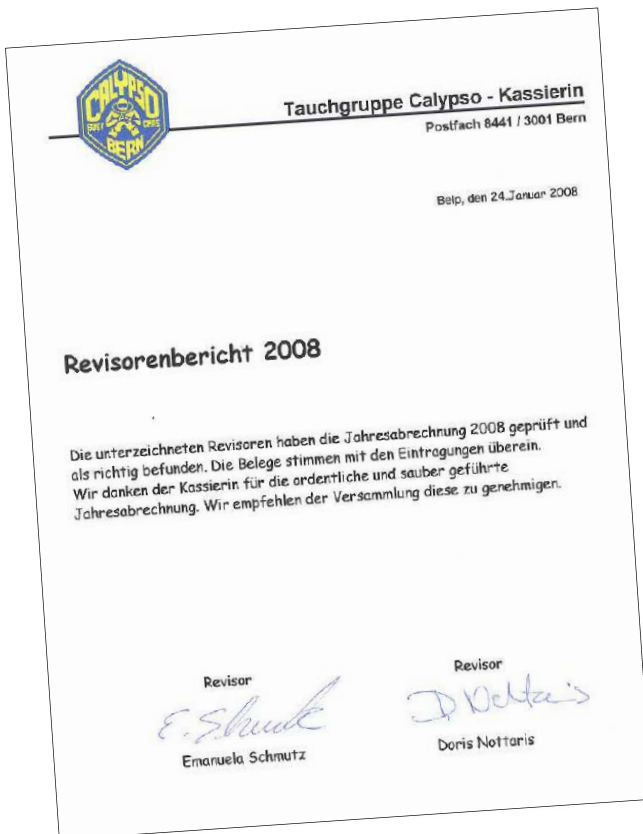 CALYPSO
BERN
Tauchgruppe Calypso - Kassierin
Postfach 8441 / 3001 Bern
Belp, den 24.Januar 2008
Revisorenbericht 2008
Die unterzeichneten Revisoren haben die Jahresabrechnung 2008 geprüft und
als richtig befunden. Die Belege stimmen mit den Eintragungen überein.
Wir danken der Kassierin für die ordentliche und sauber geführte
Jahresabrechnung. Wir empfehlen der Versammlung diese zu genehmigen.
Revisor
Revisor
E. Schmutz
D Nottaris
Emanuela Schmutz
Doris Nottaris